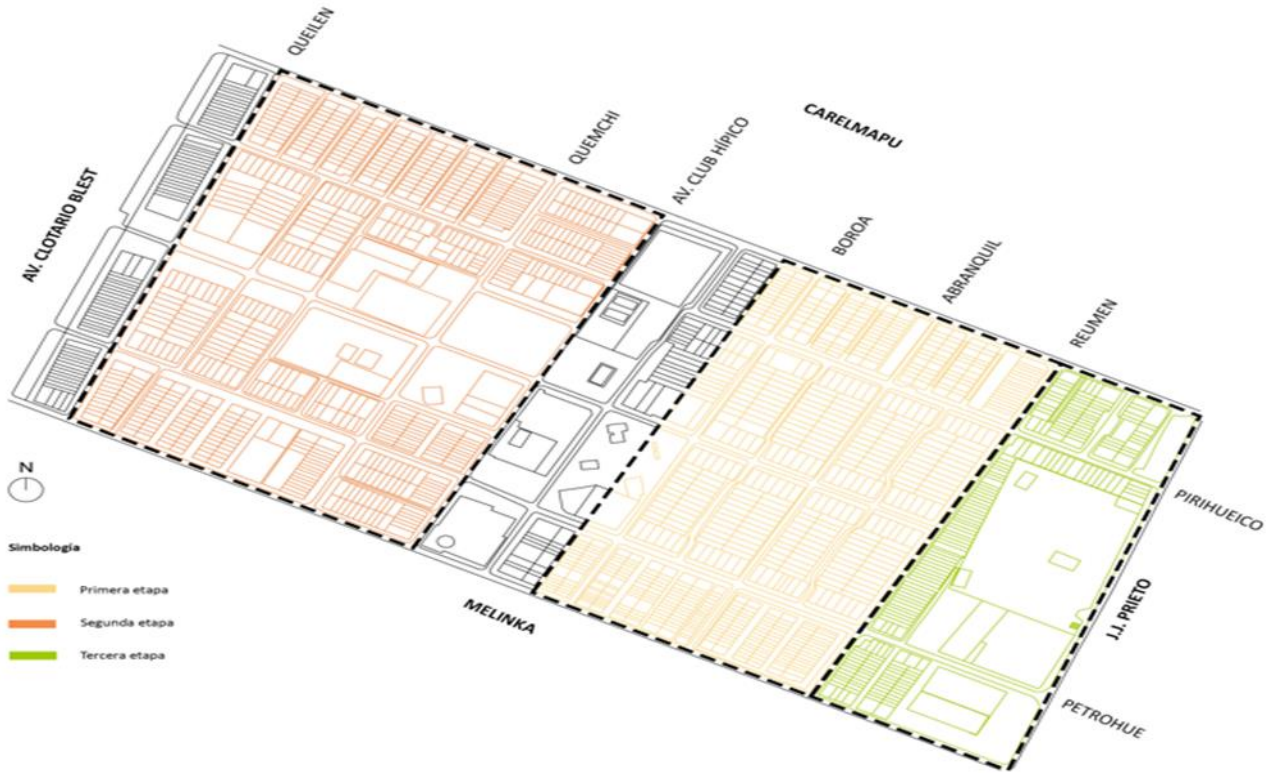 QUEILEN
QUEMCHI
AV. CLUB HÍPICO
CARELMAPU
BOROA
ABRANQUIL
REUMEN
AV. CLOTARIO BLEST
PIRIHUEICO
J.J. PRIETO
PETROHUE
MELINKA
N
Simbología
Primera etapa
Segunda etapa
Tercera etapa